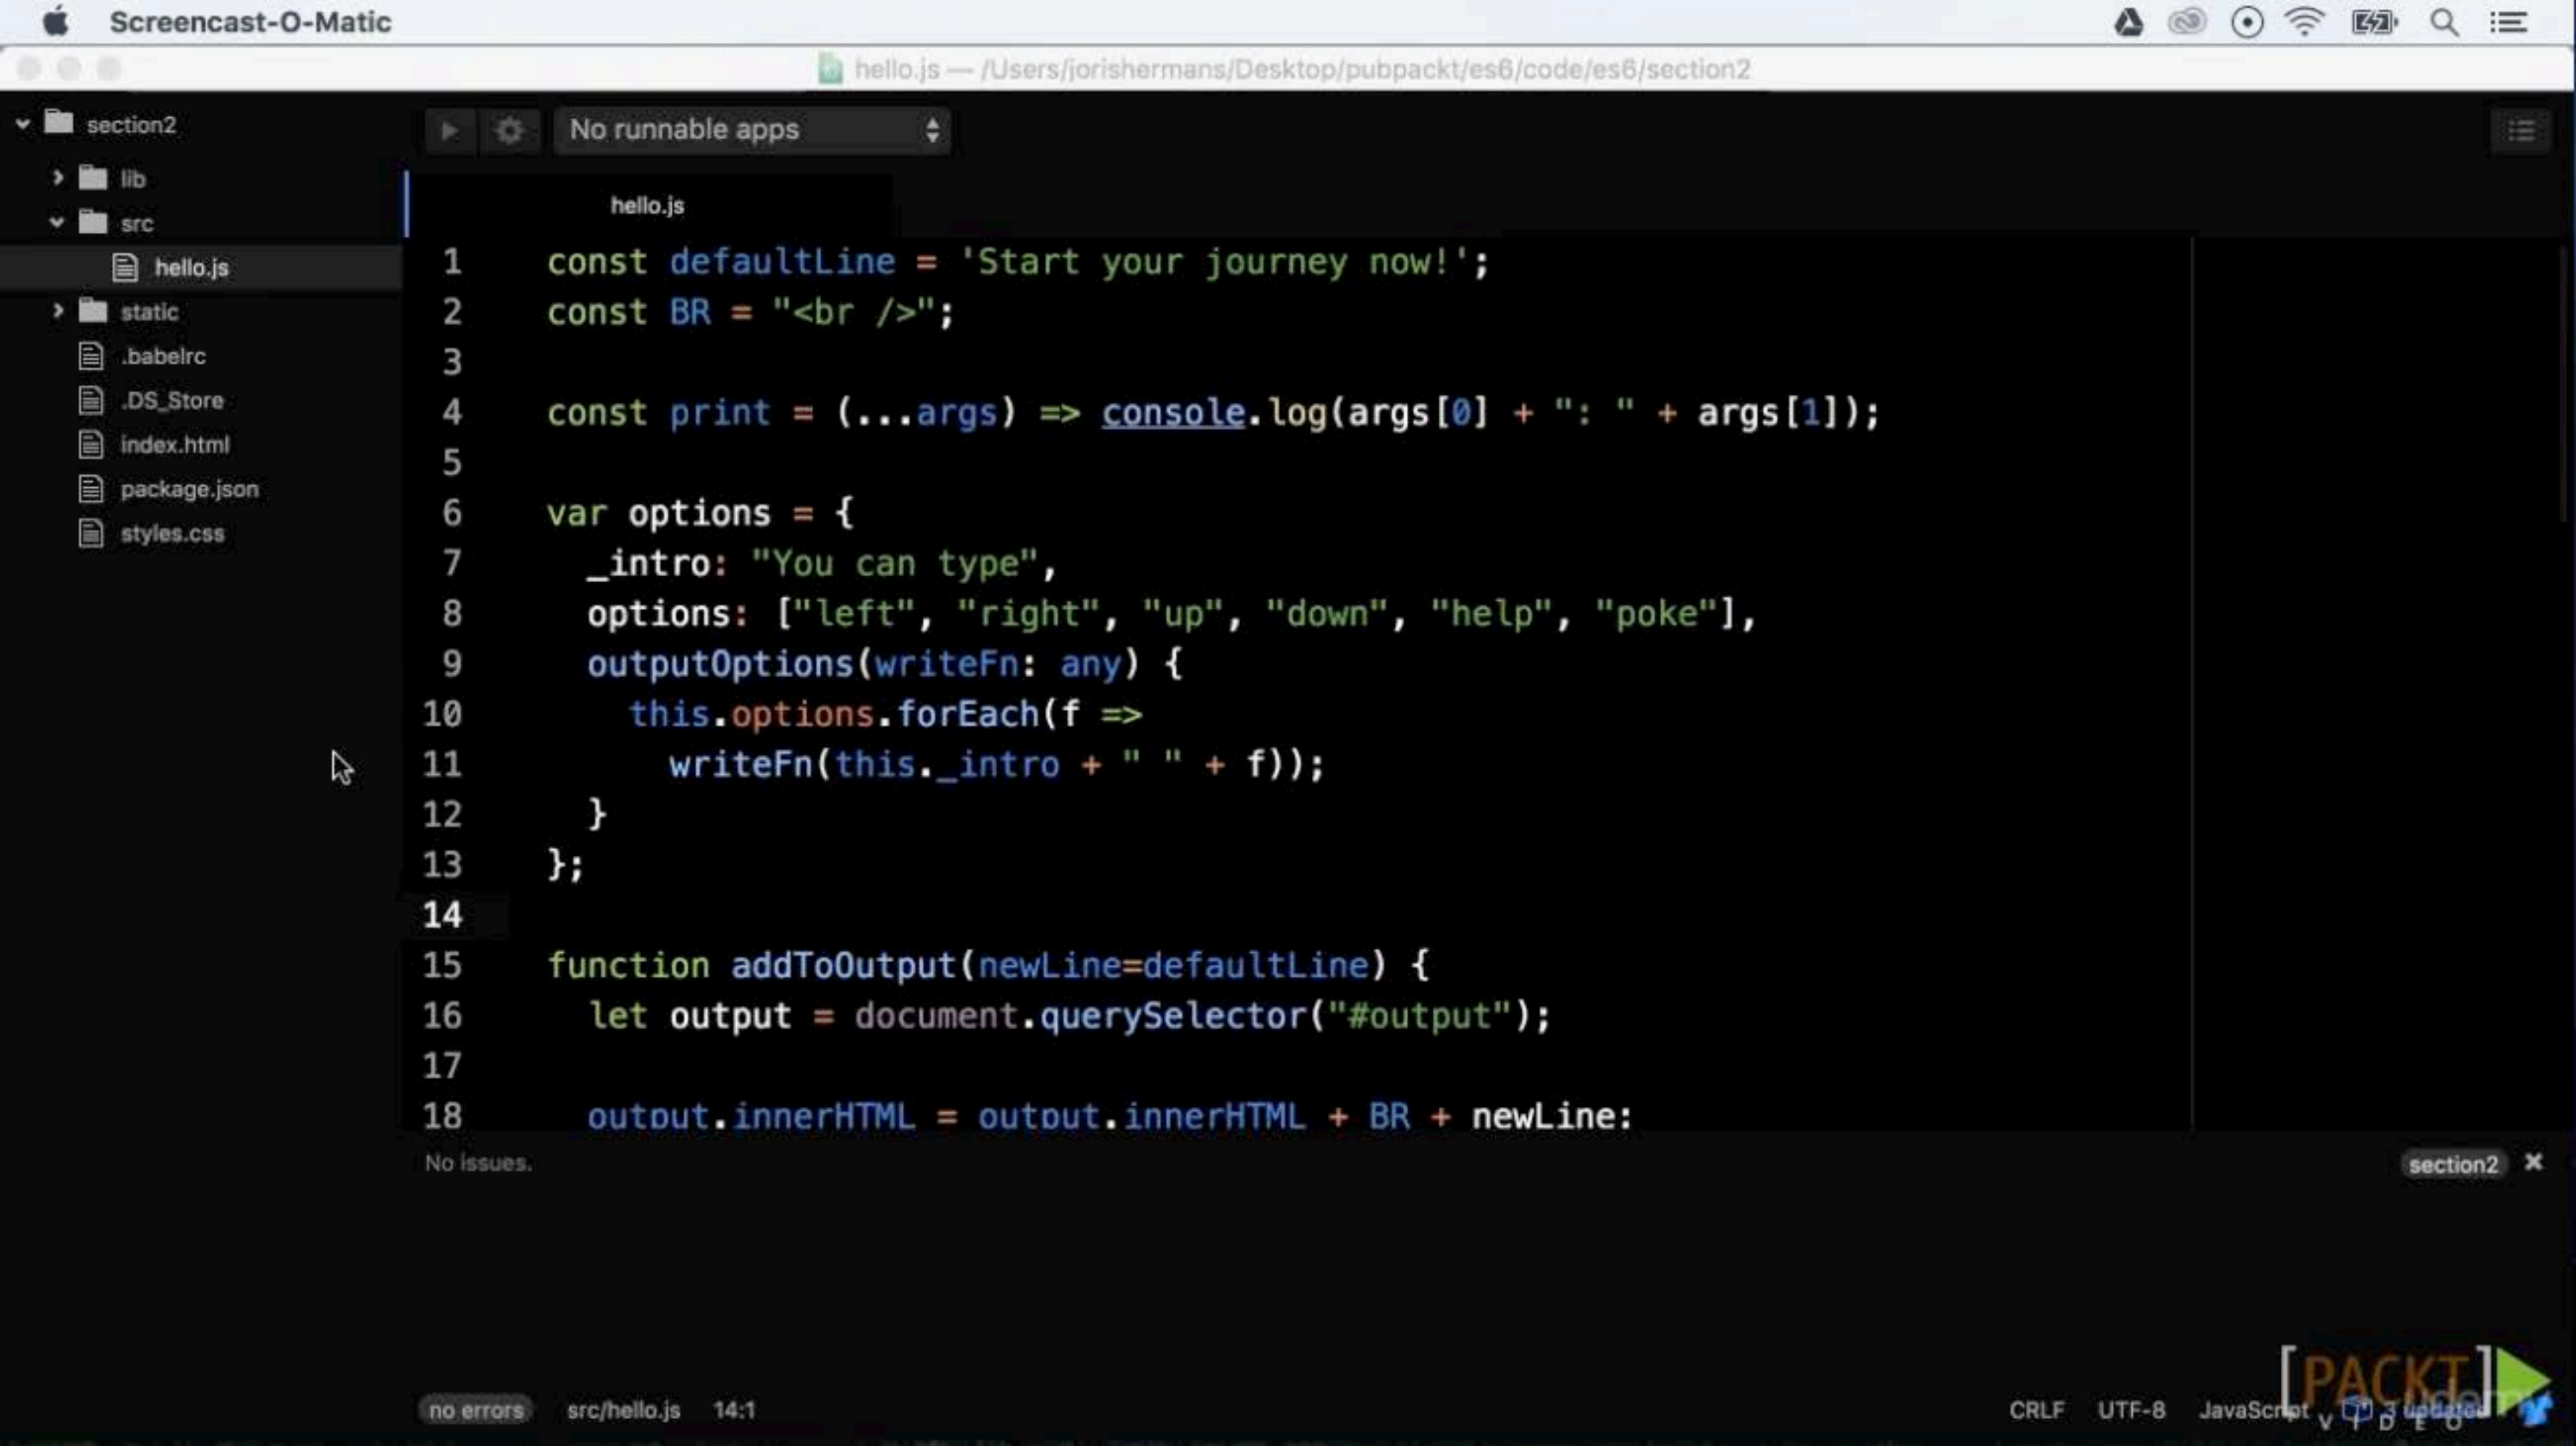 Screencast-O-Matic
hello.js — /Users/jorishermans/Desktop/pubpackt/es6/code/es6/section2
section2
lib
src
hello.js
static
.babelrc
.DS_Store
index.html
package.json
styles.css
No runnable apps
hello.js
1 const defaultLine = 'Start your journey now!';
2 const BR = "<br />";
3
4 const print = (...args) => console.log(args[0] + ": " + args[1]);
5
6 var options = {
7 _intro: "You can type",
8 options: ["left", "right", "up", "down", "help", "poke"],
9 outputOptions(writeFn: any) {
10 this.options.forEach(f =>
11 writeFn(this._intro + " " + f));
12 }
13 };
14
15 function addToOutput(newLine=defaultLine) {
16 let output = document.querySelector("#output");
17
18 output.innerHTML = output.innerHTML + BR + newLine;
No issues.
section2
no errors src/hello.js 14:1
CRLF UTF-8 JavaScript 3 updates
[PACKT]
VIDEO
udemy